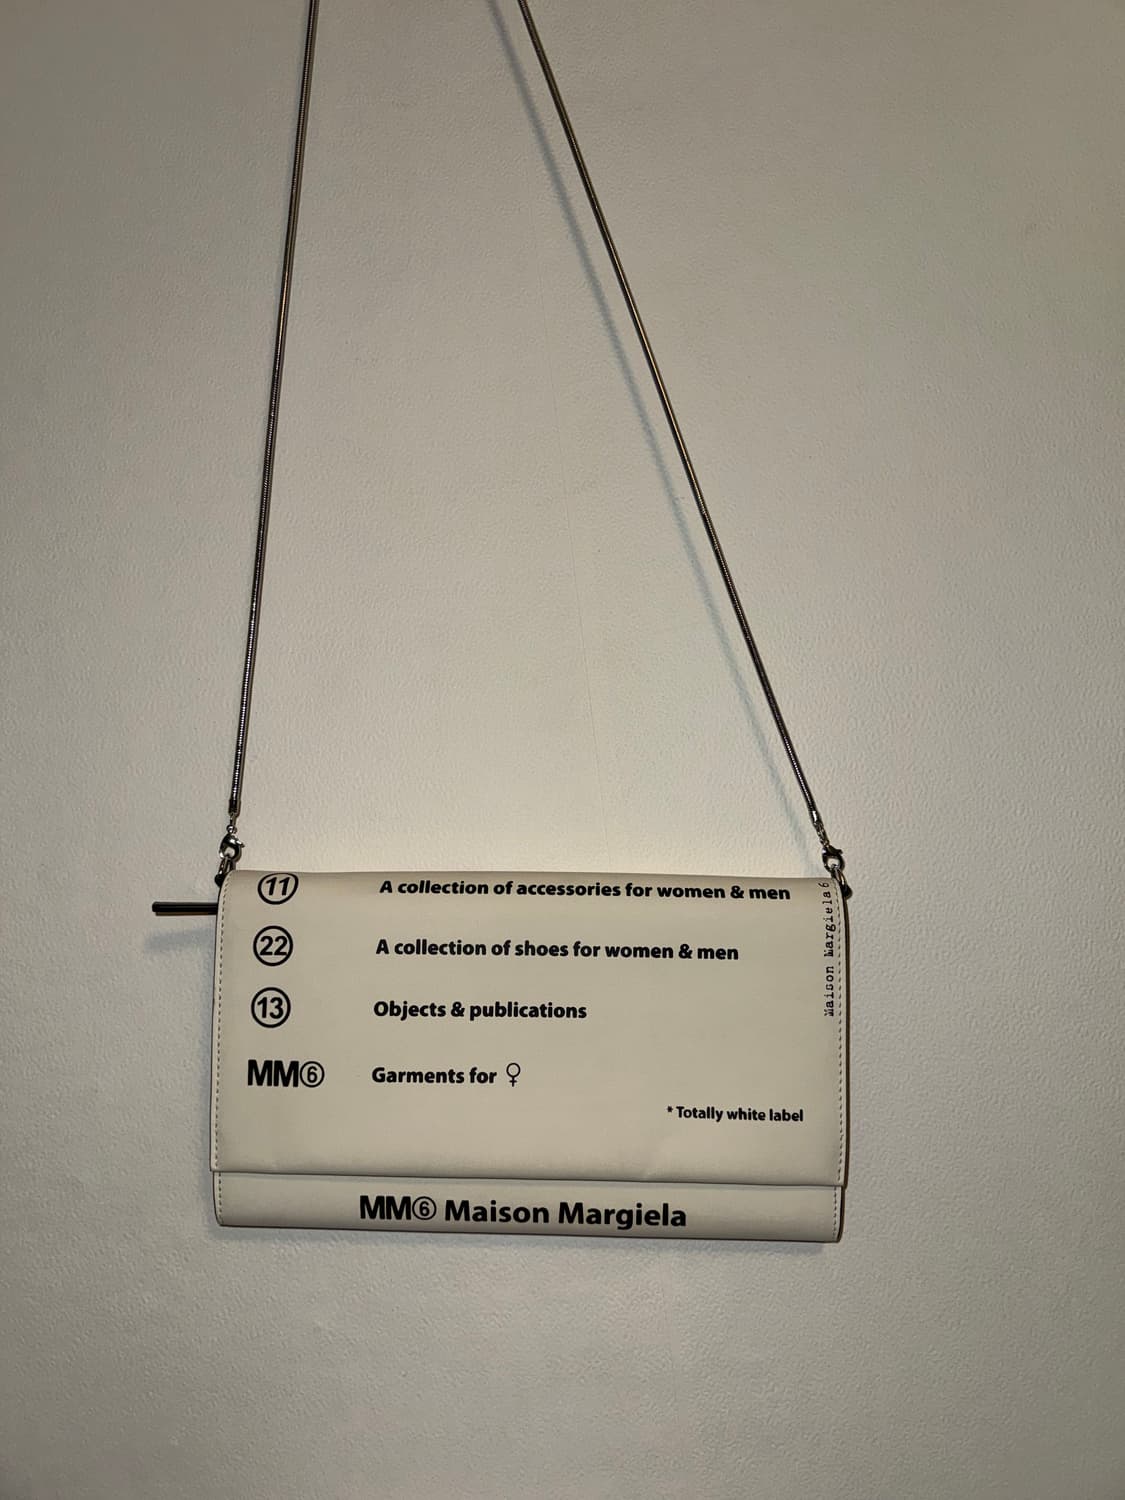 ⑪ A collection of accessories for women & men
㉒ A collection of shoes for women & men
⑬ Objects & publications
MM⑥ Garments for ♀
* Totally white label
MM⑥ Maison Margiela
Maison Margiela 6